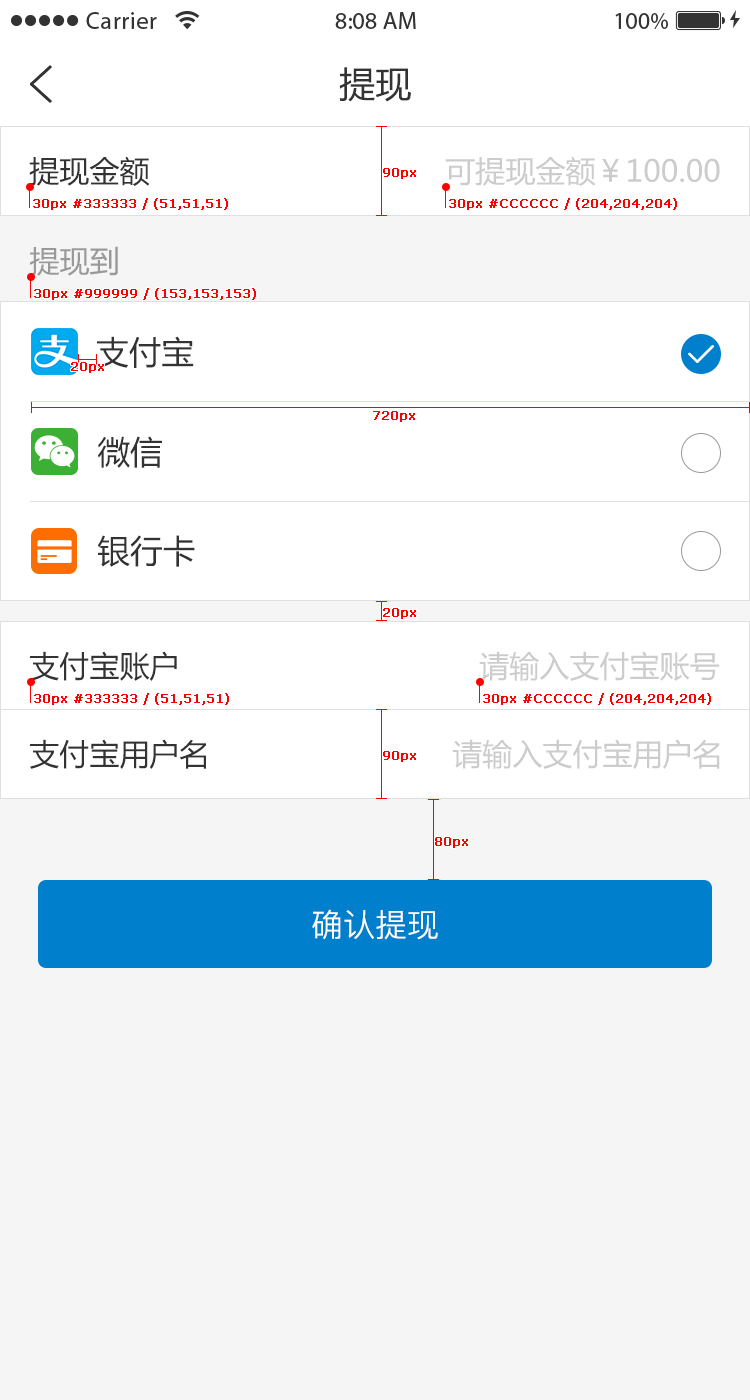 Carrier 8:08 AM 100%
提现
提现金额 90px 可提现金额¥100.00
30px #333333 / (51,51,51) 30px #CCCCCC / (204,204,204)
提现到
30px #999999 / (153,153,153)
支 支付宝
20px
720px
微信
银行卡
20px
支付宝账户 请输入支付宝账号
30px #333333 / (51,51,51) 30px #CCCCCC / (204,204,204)
支付宝用户名 90px 请输入支付宝用户名
80px
确认提现